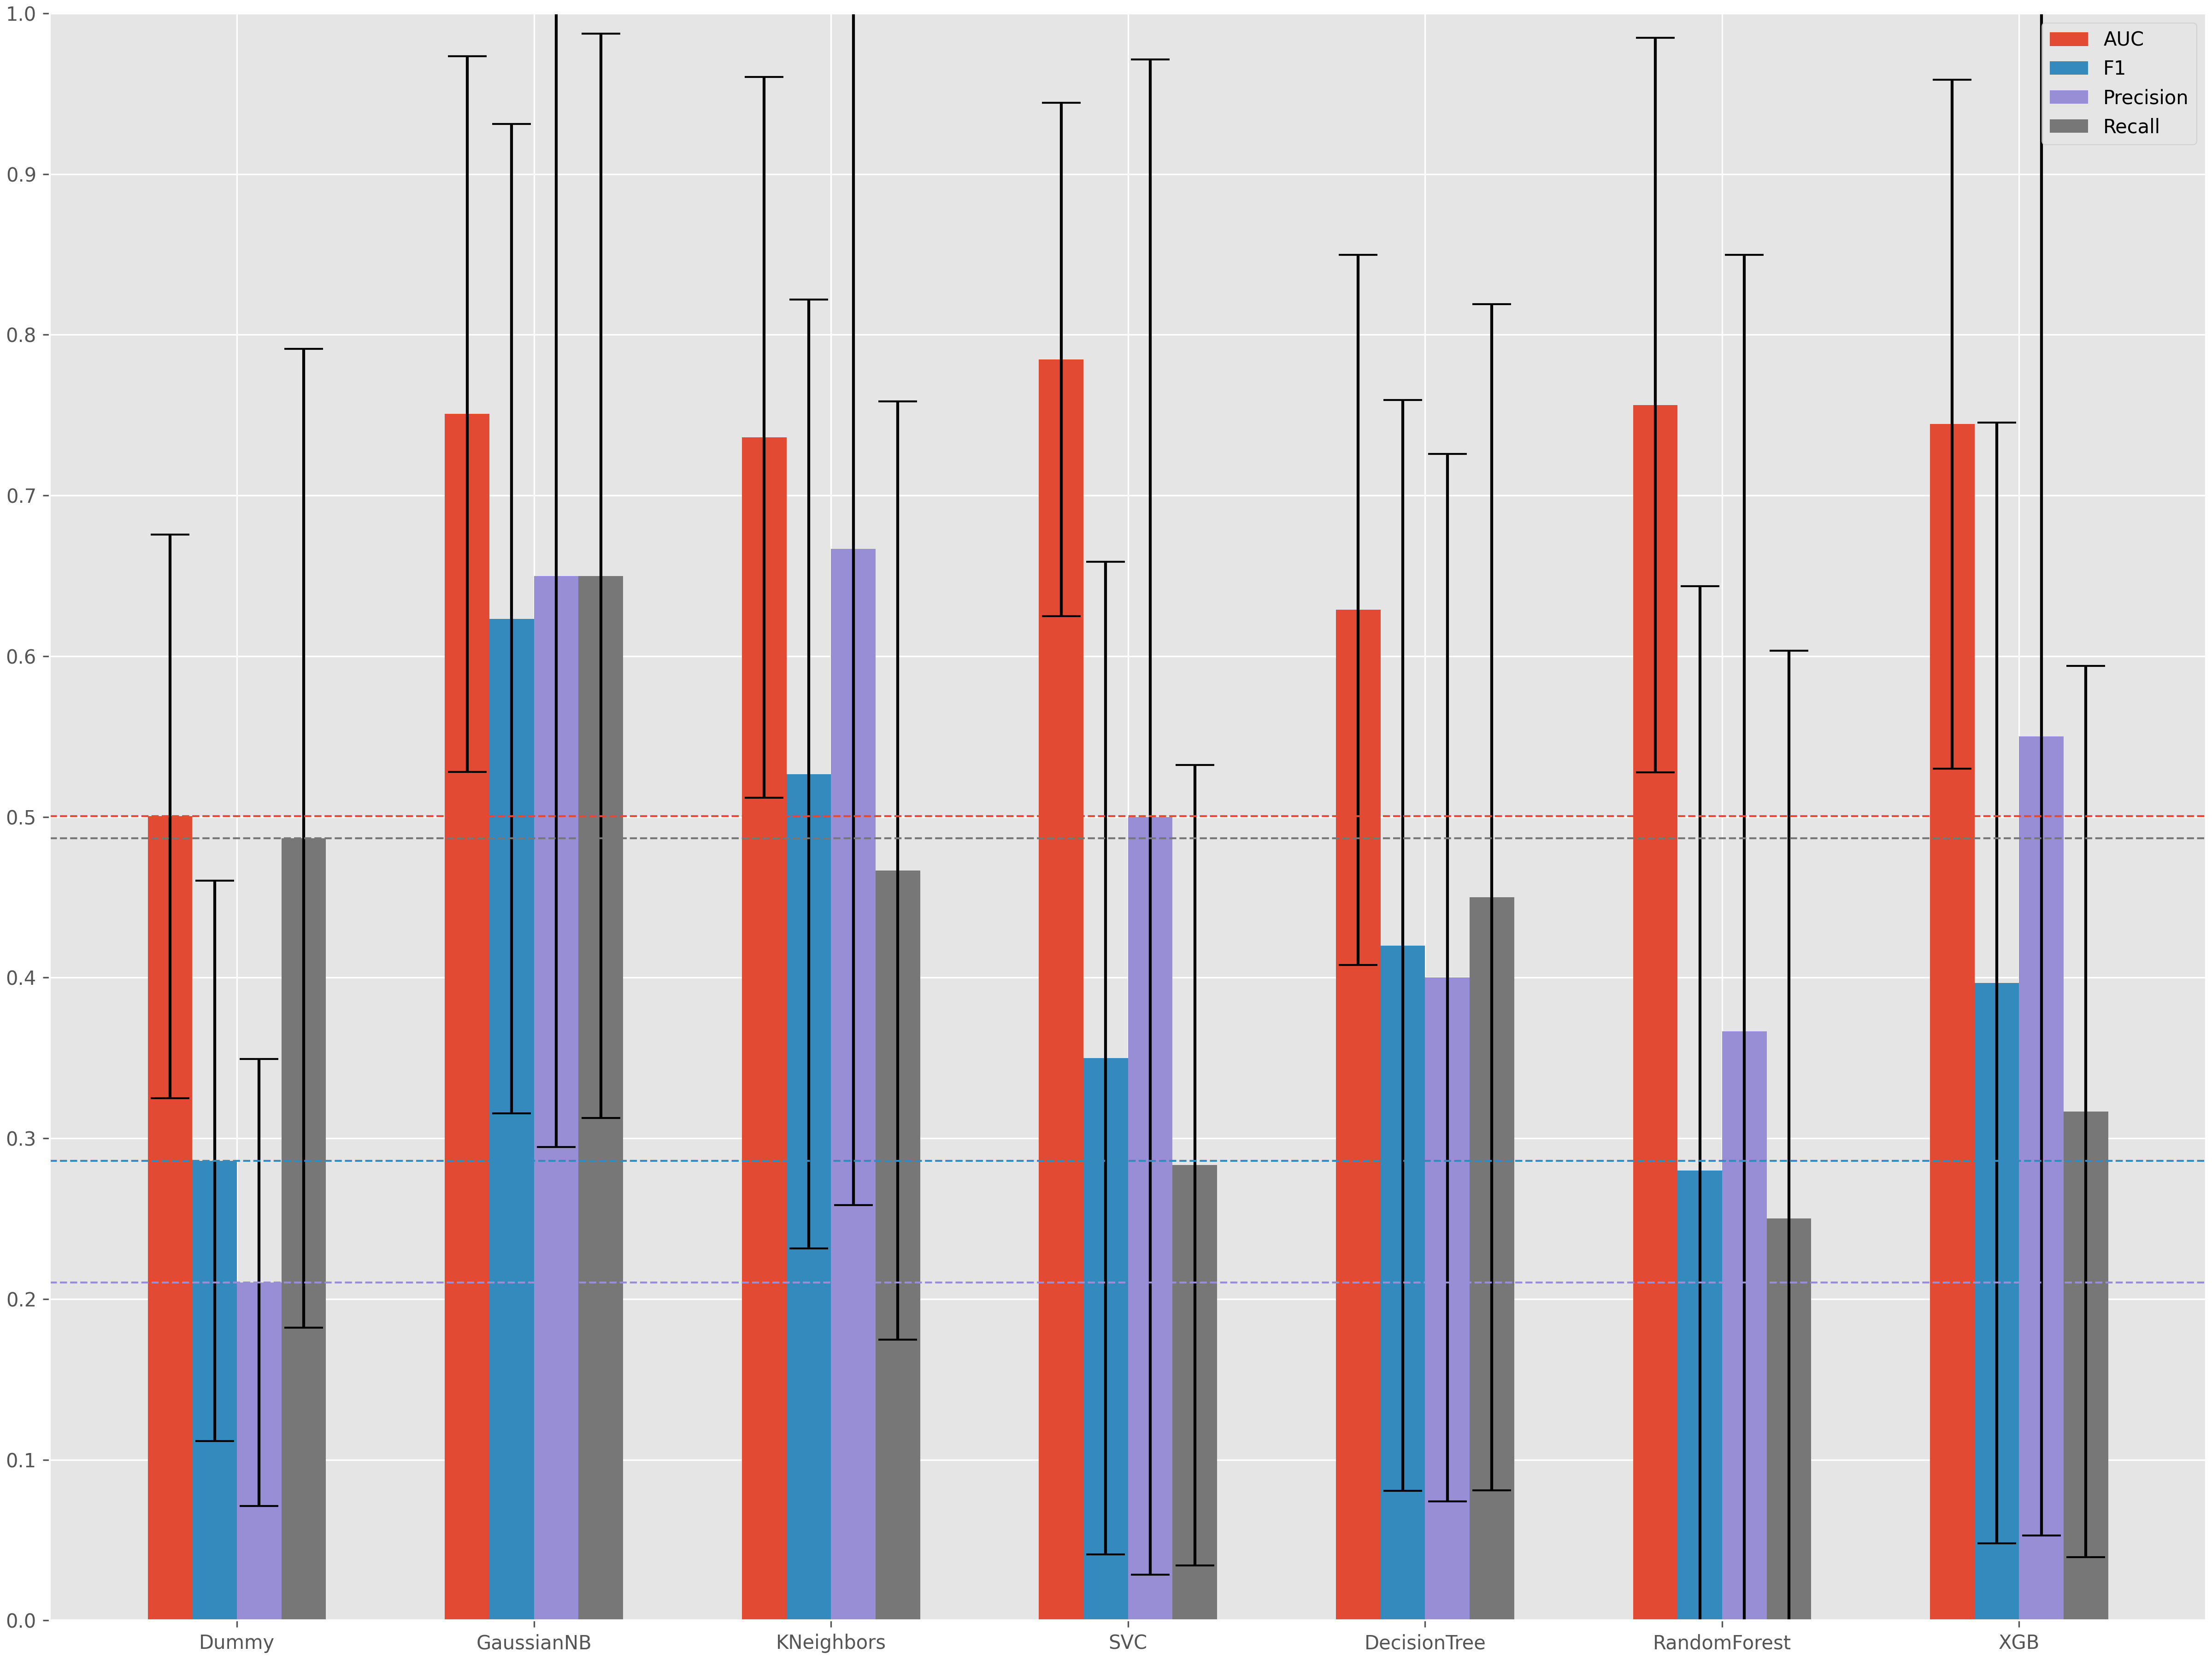 1.0
0.9
0.8
0.7
0.6
0.5
0.4
0.3
0.2
0.1
0.0
AUC
F1
Precision
Recall
Dummy
GaussianNB
KNeighbors
SVC
DecisionTree
RandomForest
XGB